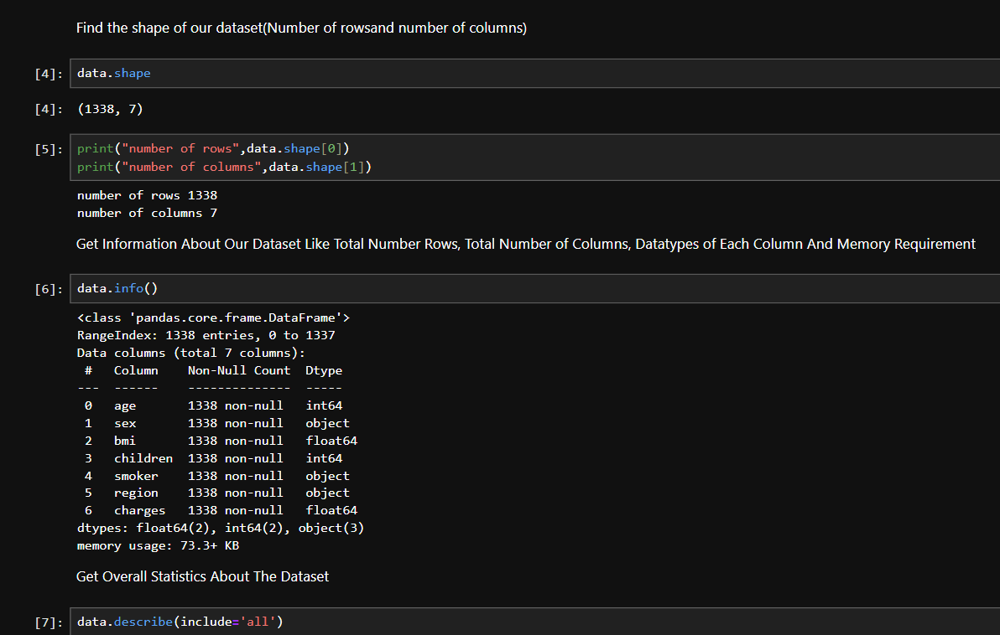 Find the shape of our dataset(Number of rowsand number of columns)
[4]: data.shape
[4]: (1338, 7)
[5]: print("number of rows",data.shape[0])
print("number of columns",data.shape[1])
number of rows 1338
number of columns 7
Get Information About Our Dataset Like Total Number Rows, Total Number of Columns, Datatypes of Each Column And Memory Requirement
[6]: data.info()
<class 'pandas.core.frame.DataFrame'>
RangeIndex: 1338 entries, 0 to 1337
Data columns (total 7 columns):
 #   Column    Non-Null Count  Dtype
---  ------    --------------  -----
 0   age       1338 non-null   int64
 1   sex       1338 non-null   object
 2   bmi       1338 non-null   float64
 3   children  1338 non-null   int64
 4   smoker    1338 non-null   object
 5   region    1338 non-null   object
 6   charges   1338 non-null   float64
dtypes: float64(2), int64(2), object(3)
memory usage: 73.3+ KB
Get Overall Statistics About The Dataset
[7]: data.describe(include='all')